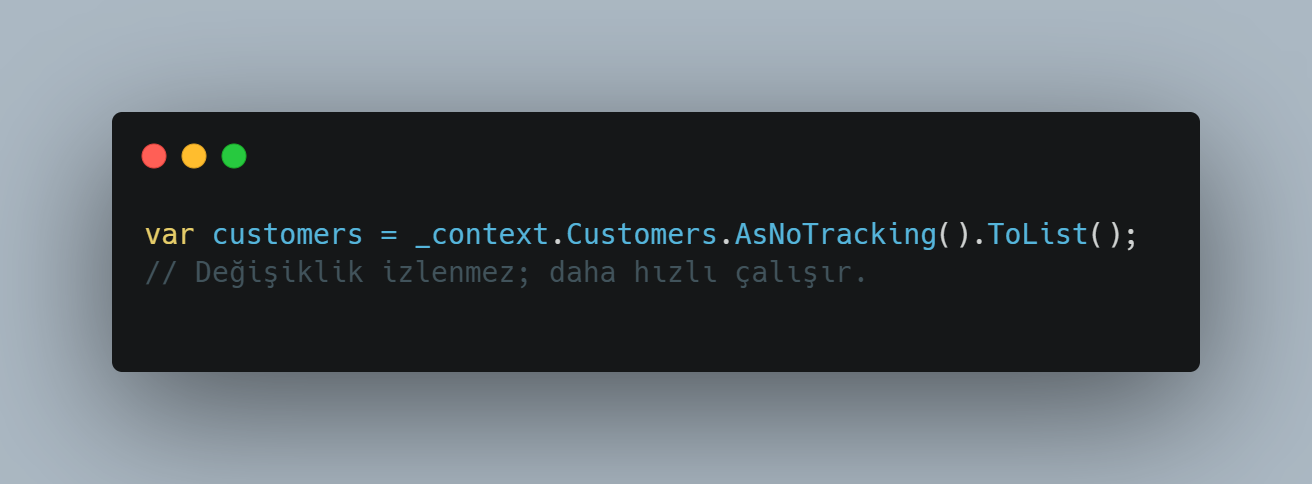 var customers = _context.Customers.AsNoTracking().ToList();
// Değişiklik izlenmez; daha hızlı çalışır.